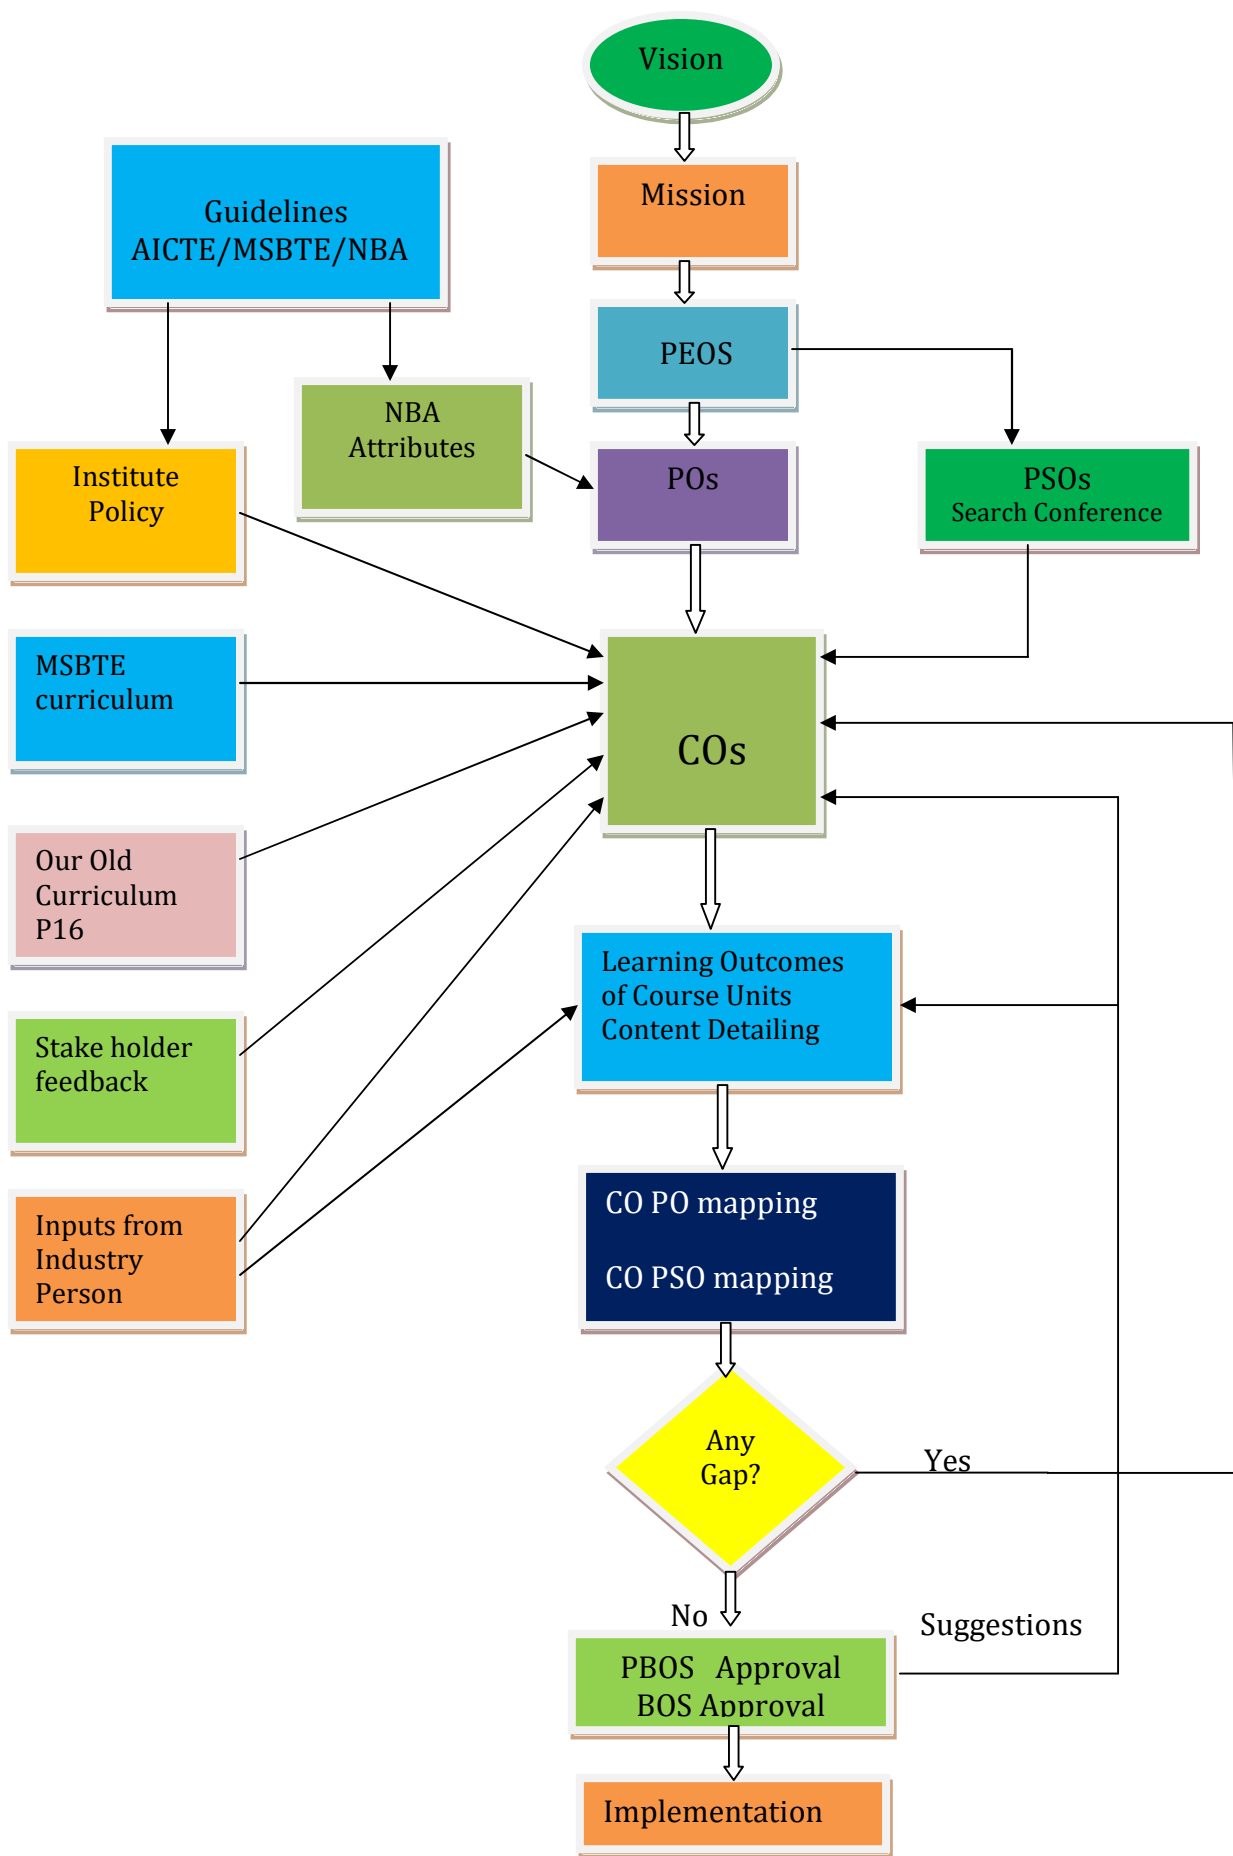 Vision
Mission
Guidelines
AICTE/MSBTE/NBA
PEOS
NBA
Attributes
Institute
Policy
POs
PSOs
Search Conference
MSBTE
curriculum
COs
Our Old
Curriculum
P16
Learning Outcomes
of Course Units
Content Detailing
Stake holder
feedback
CO PO mapping
CO PSO mapping
Inputs from
Industry
Person
Any
Gap?
Yes
No
Suggestions
PBOS   Approval
BOS Approval
Implementation